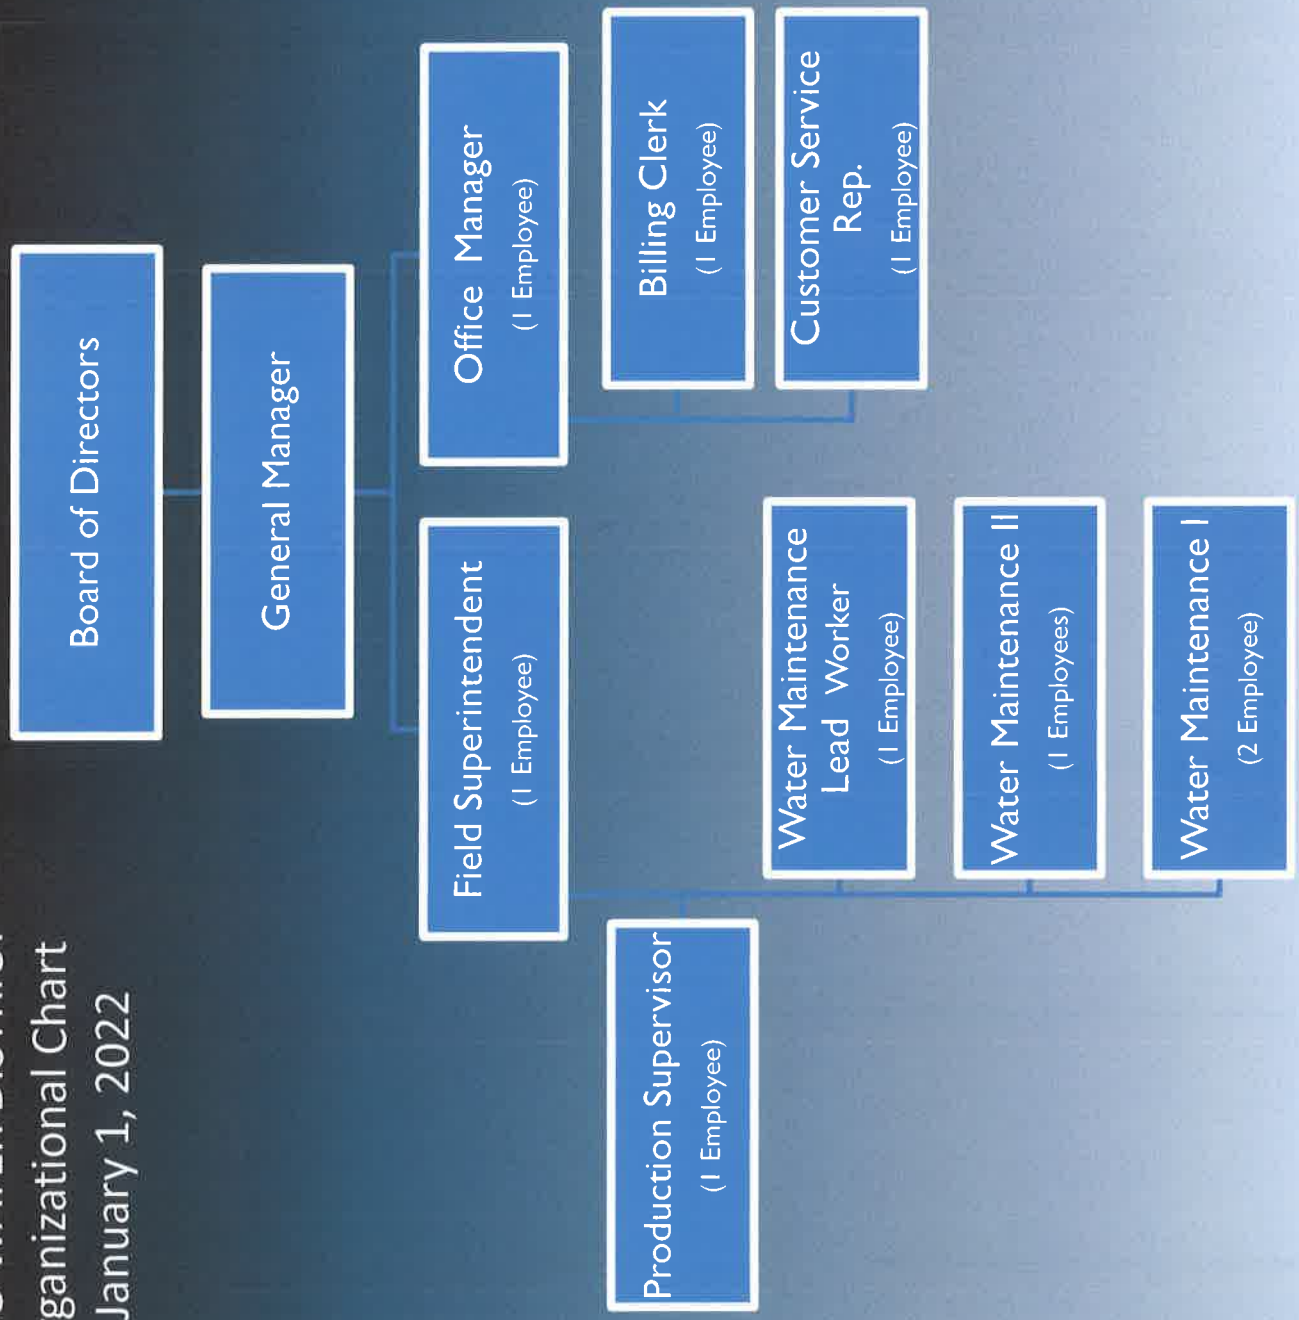 Organizational Chart
January 1, 2022
Board of Directors
General Manager
Field Superintendent
(1 Employee)
Office Manager
(1 Employee)
Production Supervisor
(1 Employee)
Water Maintenance
Lead Worker
(1 Employee)
Water Maintenance II
(1 Employees)
Water Maintenance I
(2 Employee)
Billing Clerk
(1 Employee)
Customer Service
Rep.
(1 Employee)